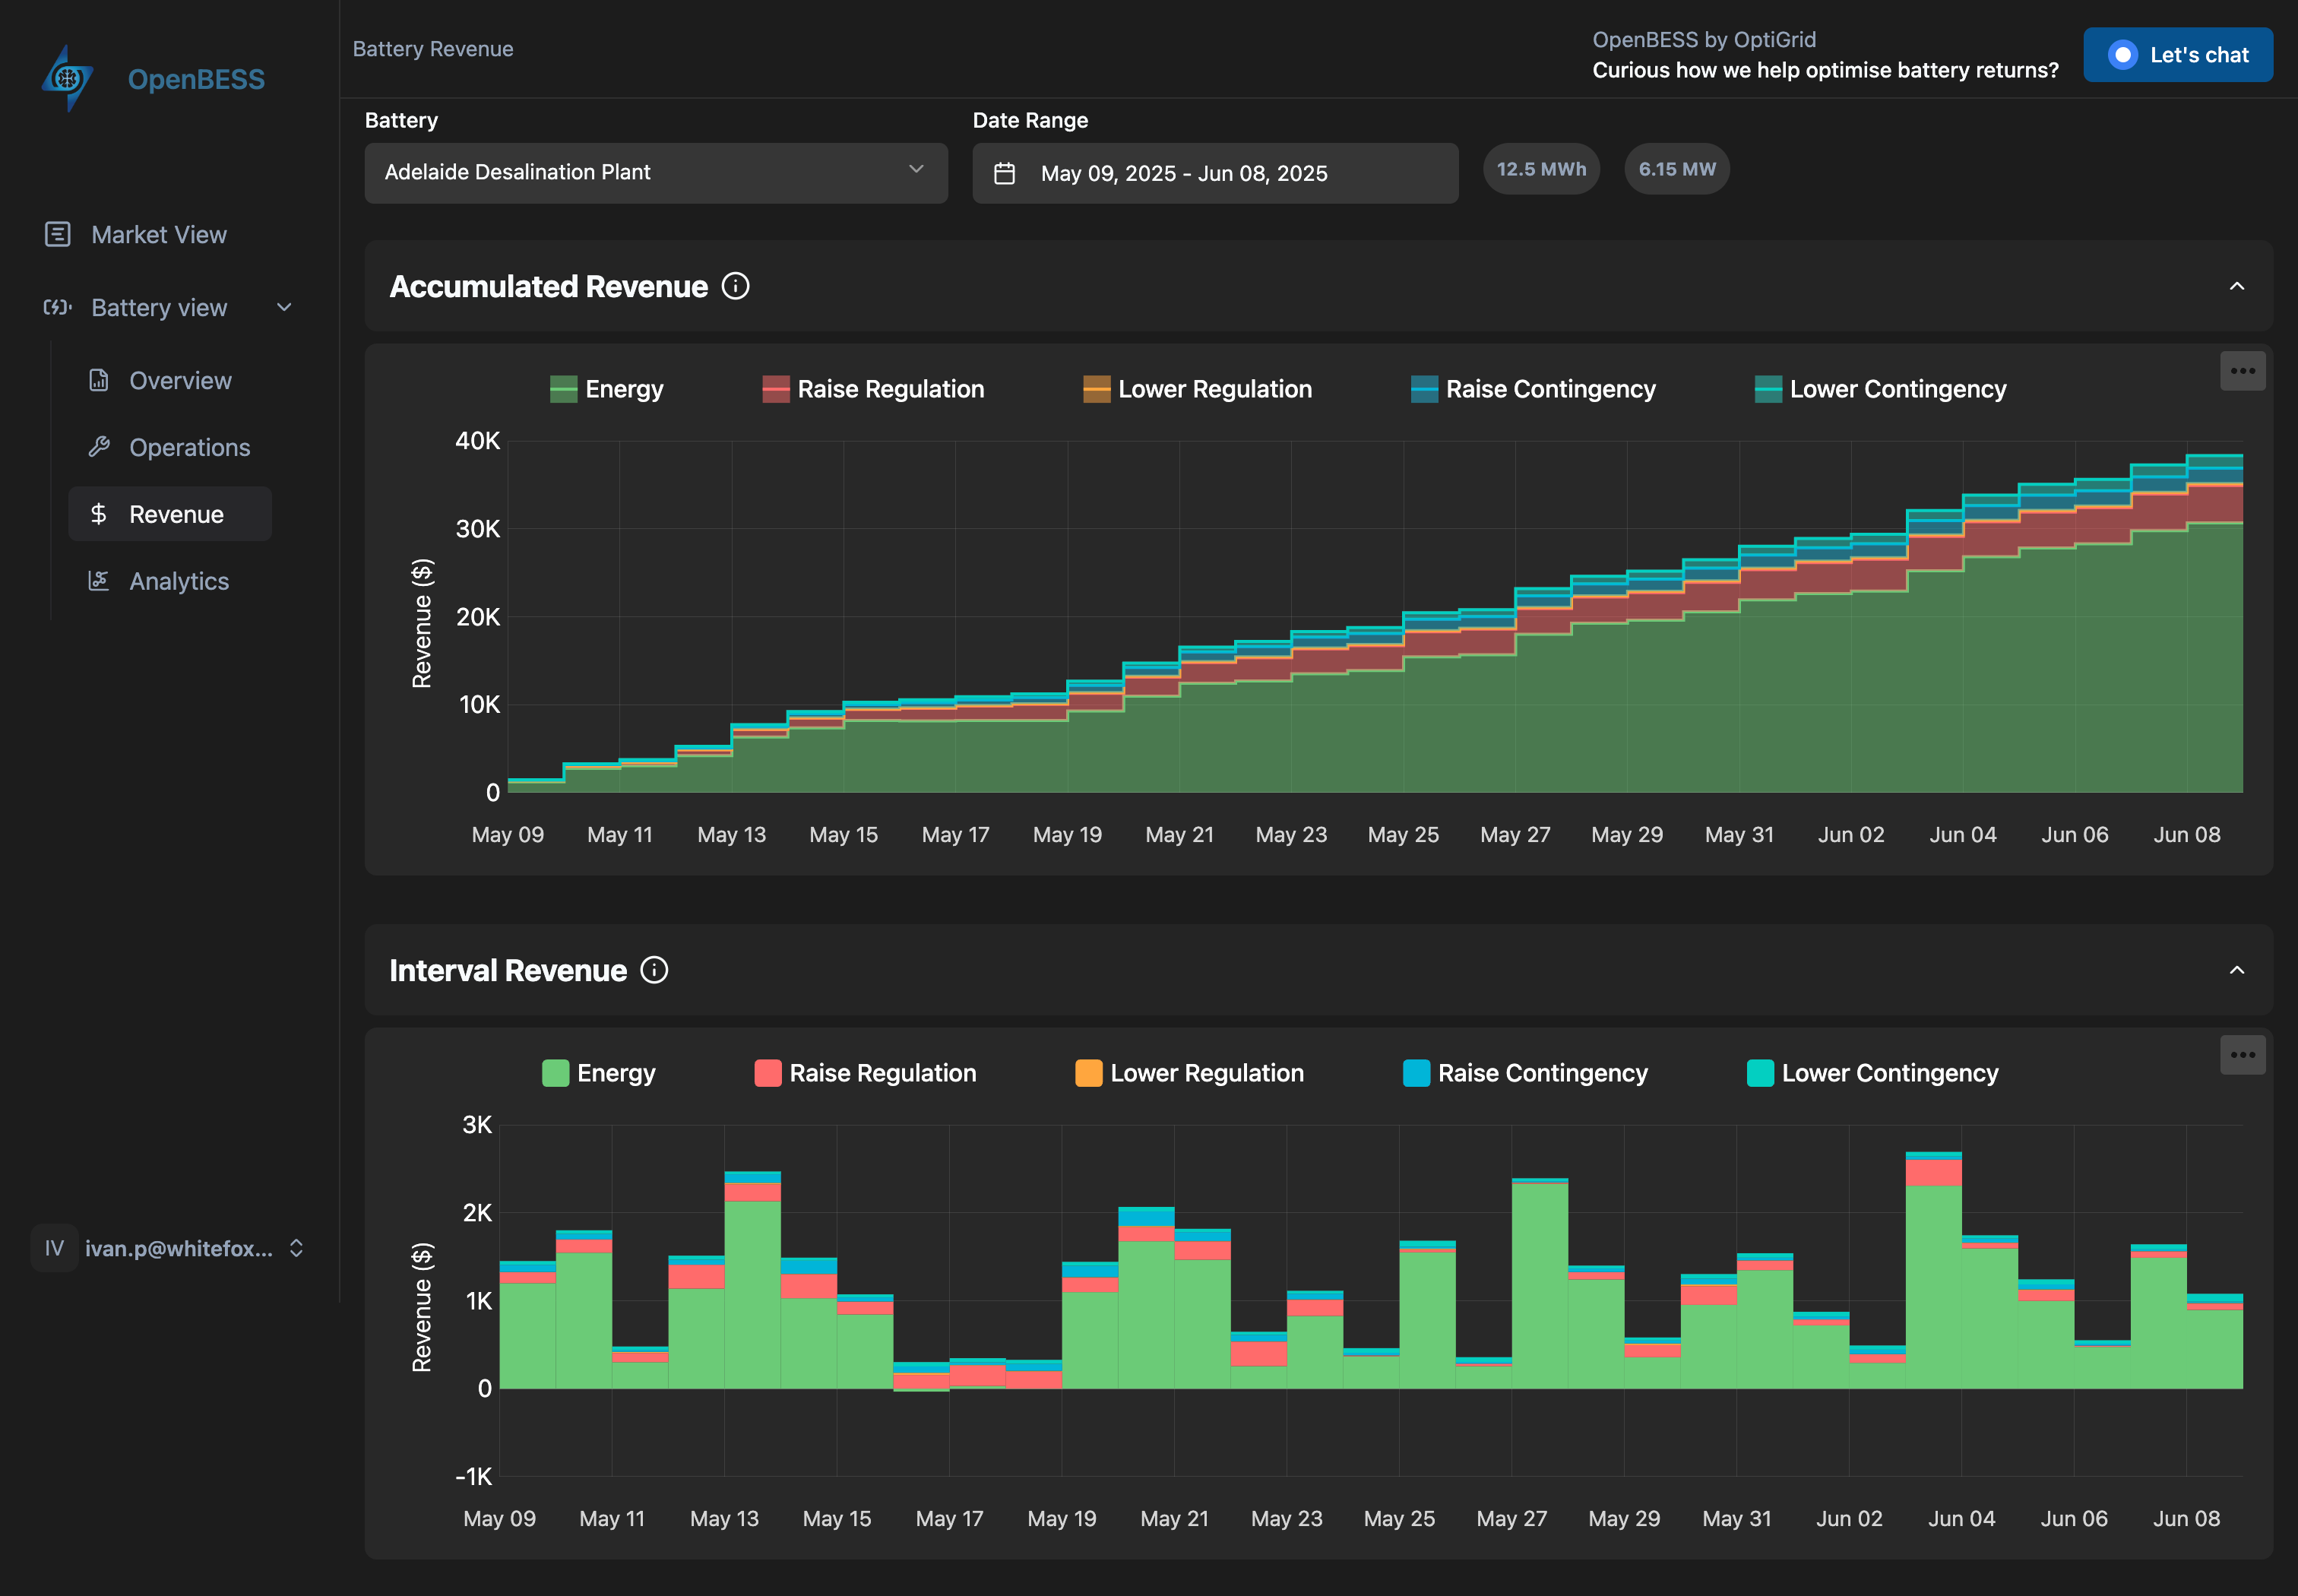 OpenBESS
Market View
Battery view
Overview
Operations
Revenue
Analytics
IV
ivan.p@whitefox...
Battery Revenue
OpenBESS by OptiGrid
Curious how we help optimise battery returns?
Let's chat
Battery
Adelaide Desalination Plant
Date Range
May 09, 2025 - Jun 08, 2025
12.5 MWh
6.15 MW
Accumulated Revenue
Energy Raise Regulation Lower Regulation Raise Contingency Lower Contingency
Revenue ($)
40K
30K
20K
10K
0
May 09 May 11 May 13 May 15 May 17 May 19 May 21 May 23 May 25 May 27 May 29 May 31 Jun 02 Jun 04 Jun 06 Jun 08
Interval Revenue
Energy Raise Regulation Lower Regulation Raise Contingency Lower Contingency
Revenue ($)
3K
2K
1K
0
-1K
May 09 May 11 May 13 May 15 May 17 May 19 May 21 May 23 May 25 May 27 May 29 May 31 Jun 02 Jun 04 Jun 06 Jun 08